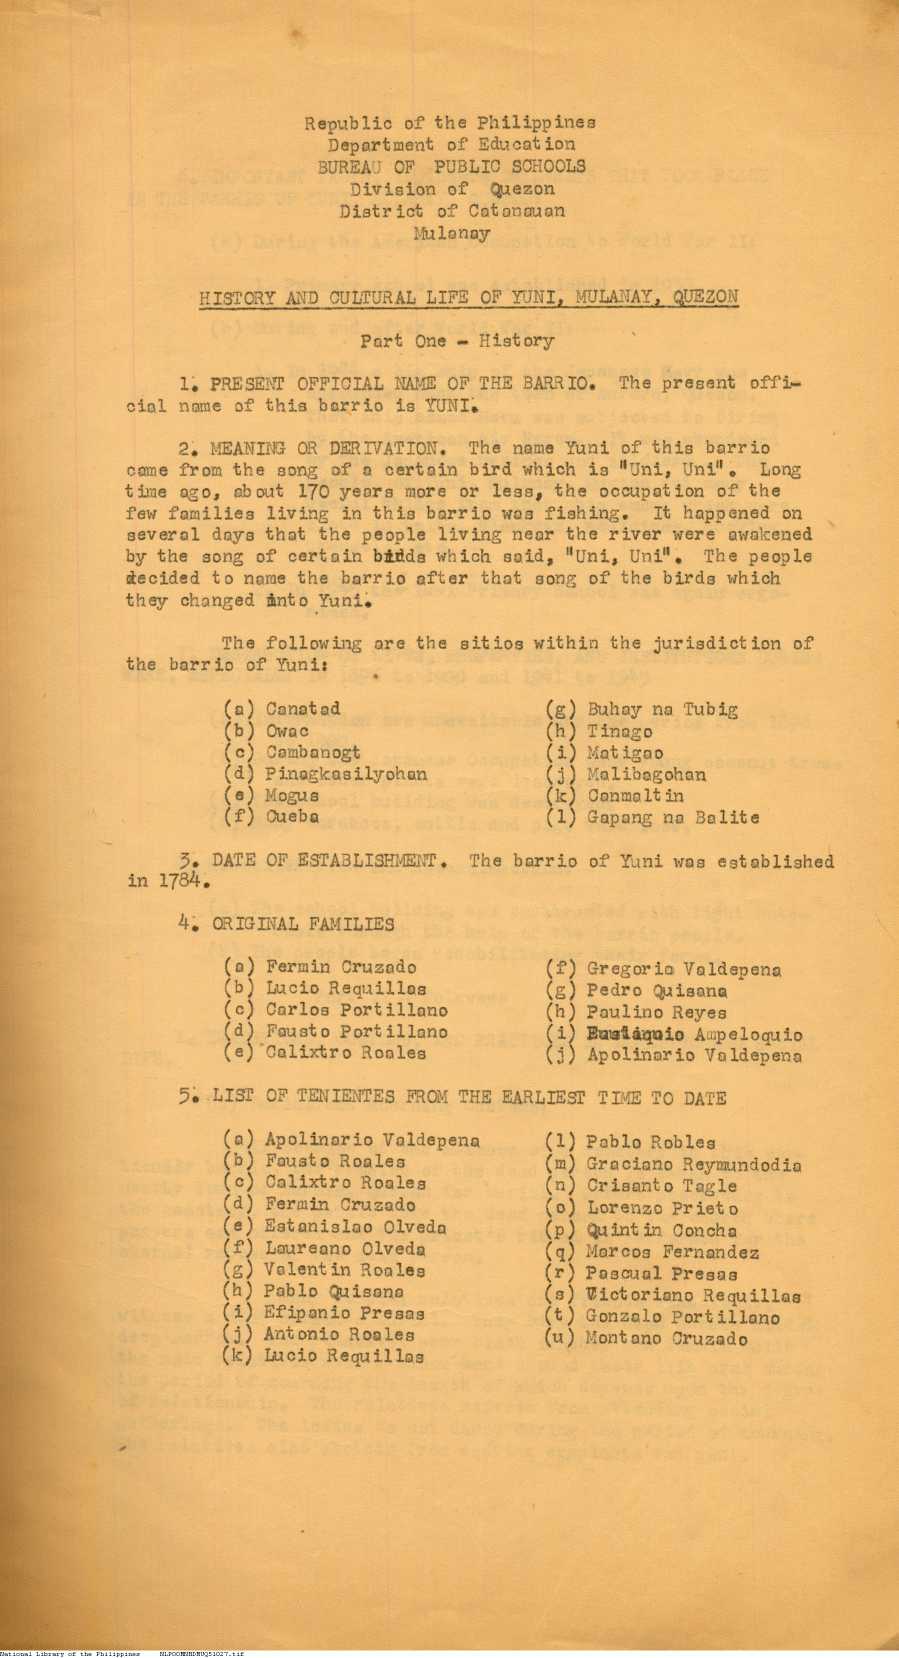 Republic of the Philippines
Department of Education
BUREAU OF PUBLIC SCHOOLS
Division of Quezon
District of Catanauan
Mulanay
HISTORY AND CULTURAL LIFE OF YUNI, MULANAY, QUEZON
Part One - History
1. PRESENT OFFICIAL NAME OF THE BARRIO. The present offi-
cial name of this barrio is YUNI.
2. MEANING OR DERIVATION. The name Yuni of this barrio
came from the song of a certain bird which is "Uni, Uni". Long
time ago, about 170 years more or less, the occupation of the
few families living in this barrio was fishing. It happened on
several days that the people living near the river were awakened
by the song of certain birds which said, "Uni, Uni". The people
decided to name the barrio after that song of the birds which
they changed into Yuni.
The following are the sitios within the jurisdiction of
the barrio of Yuni:
(a) Canatad
(b) Owac
(c) Cambanogt
(d) Pinagkasilyohan
(e) Mogus
(f) Cueba
(g) Buhay na Tubig
(h) Tinago
(i) Matigao
(j) Malibagohan
(k) Canmaltin
(l) Gapang na Balite
3. DATE OF ESTABLISHMENT. The barrio of Yuni was established
in 1784.
4. ORIGINAL FAMILIES
(a) Fermin Cruzado
(b) Lucio Requillas
(c) Carlos Portillano
(d) Fausto Portillano
(e) Calixtro Roales
(f) Gregorio Valdepena
(g) Pedro Quisana
(h) Paulino Reyes
(i) Ampeloquio
(j) Apolinario Valdepena
5. LIST OF TENIENTES FROM THE EARLIEST TIME TO DATE
(a) Apolinario Valdepena
(b) Fausto Roales
(c) Calixtro Roales
(d) Fermin Cruzado
(e) Estanislao Olveda
(f) Laureano Olveda
(g) Valentin Roales
(h) Pablo Quisana
(i) Efipanio Presas
(j) Antonio Roales
(k) Lucio Requillas
(l) Pablo Robles
(m) Graciano Reymundodia
(n) Crisanto Tagle
(o) Lorenzo Prieto
(p) Quintin Concha
(q) Marcos Fernandez
(r) Pascual Presas
(s) Victoriano Requillas
(t) Gonzalo Portillano
(u) Montano Cruzado
National Library of the Philippines